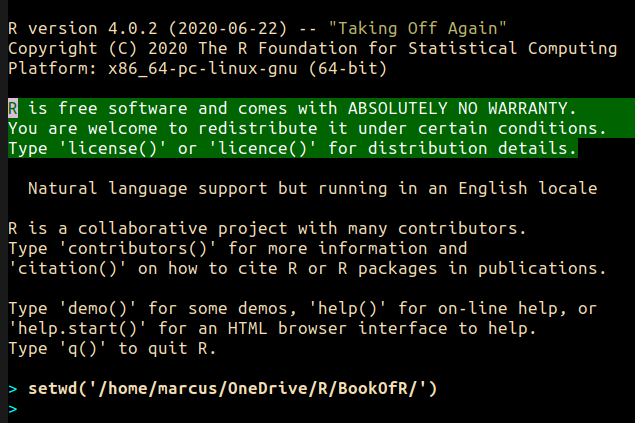 R version 4.0.2 (2020-06-22) -- "Taking Off Again"
Copyright (C) 2020 The R Foundation for Statistical Computing
Platform: x86_64-pc-linux-gnu (64-bit)
R is free software and comes with ABSOLUTELY NO WARRANTY.
You are welcome to redistribute it under certain conditions.
Type 'license()' or 'licence()' for distribution details.
Natural language support but running in an English locale
R is a collaborative project with many contributors.
Type 'contributors()' for more information and
'citation()' on how to cite R or R packages in publications.
Type 'demo()' for some demos, 'help()' for on-line help, or
'help.start()' for an HTML browser interface to help.
Type 'q()' to quit R.
> setwd('/home/marcus/OneDrive/R/BookOfR/')
>